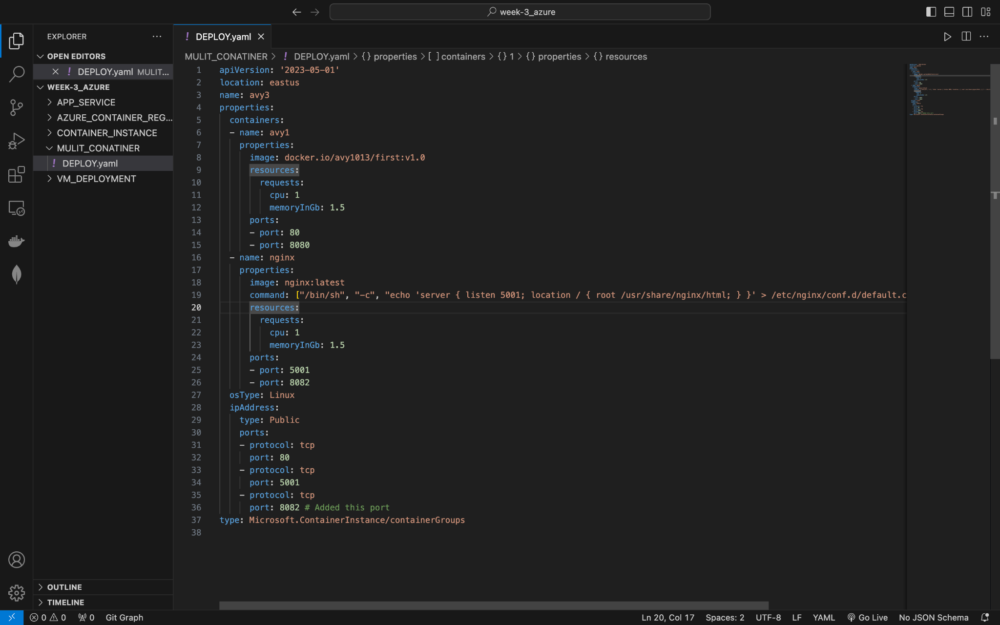 week-3_azure
EXPLORER
OPEN EDITORS
DEPLOY.yaml MULIT...
WEEK-3_AZURE
APP_SERVICE
AZURE_CONTAINER_REG...
CONTAINER_INSTANCE
MULIT_CONATINER
DEPLOY.yaml
VM_DEPLOYMENT
OUTLINE
TIMELINE
! DEPLOY.yaml
MULIT_CONATINER > ! DEPLOY.yaml > {} properties > [ ] containers > {} 1 > {} properties > {} resources
1 apiVersion: '2023-05-01'
2 location: eastus
3 name: avy3
4 properties:
5 containers:
6 - name: avy1
7 properties:
8 image: docker.io/avy1013/first:v1.0
9 resources:
10 requests:
11 cpu: 1
12 memoryInGb: 1.5
13 ports:
14 - port: 80
15 - port: 8080
16 - name: nginx
17 properties:
18 image: nginx:latest
19 command: ["/bin/sh", "-c", "echo 'server { listen 5001; location / { root /usr/share/nginx/html; } }' > /etc/nginx/conf.d/default.c
20 resources:
21 requests:
22 cpu: 1
23 memoryInGb: 1.5
24 ports:
25 - port: 5001
26 - port: 8082
27 osType: Linux
28 ipAddress:
29 type: Public
30 ports:
31 - protocol: tcp
32 port: 80
33 - protocol: tcp
34 port: 5001
35 - protocol: tcp
36 port: 8082 # Added this port
37 type: Microsoft.ContainerInstance/containerGroups
38
0 0 0 Git Graph Ln 20, Col 17 Spaces: 2 UTF-8 LF YAML Go Live No JSON Schema